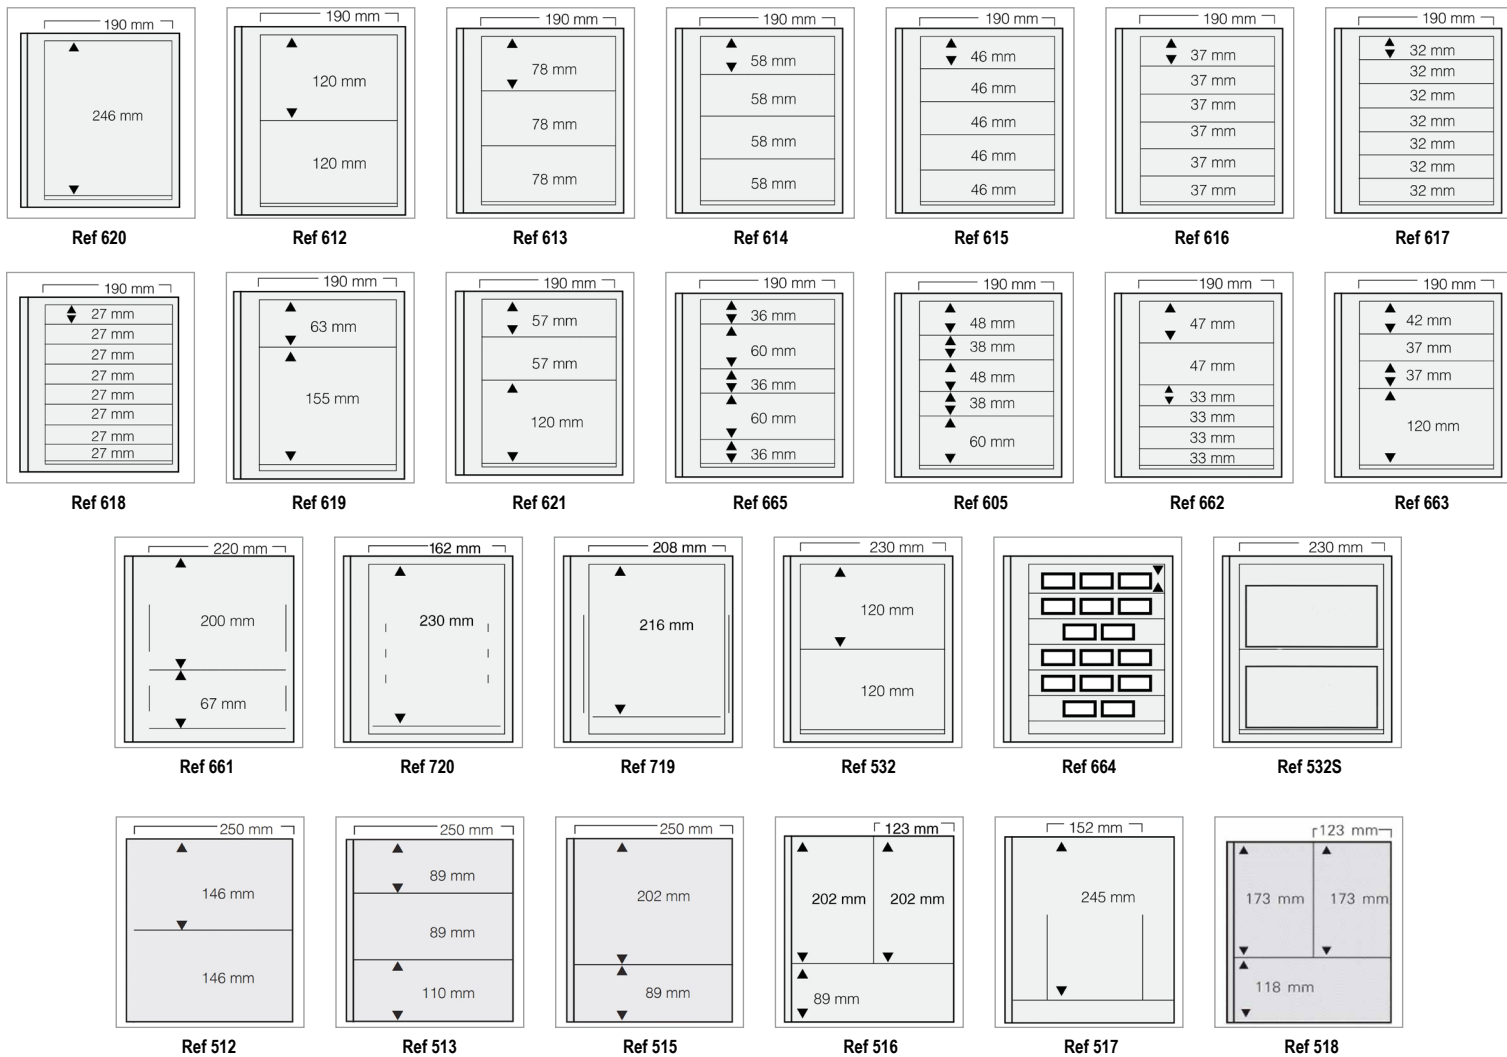 190 mm
246 mm
Ref 620
190 mm
120 mm
120 mm
Ref 612
190 mm
78 mm
78 mm
78 mm
Ref 613
190 mm
58 mm
58 mm
58 mm
58 mm
Ref 614
190 mm
46 mm
46 mm
46 mm
46 mm
46 mm
Ref 615
190 mm
37 mm
37 mm
37 mm
37 mm
37 mm
37 mm
Ref 616
190 mm
32 mm
32 mm
32 mm
32 mm
32 mm
32 mm
32 mm
Ref 617
190 mm
27 mm
27 mm
27 mm
27 mm
27 mm
27 mm
27 mm
27 mm
Ref 618
190 mm
63 mm
155 mm
Ref 619
190 mm
57 mm
57 mm
120 mm
Ref 621
190 mm
36 mm
60 mm
36 mm
60 mm
36 mm
Ref 665
190 mm
48 mm
38 mm
48 mm
38 mm
60 mm
Ref 605
190 mm
47 mm
47 mm
33 mm
33 mm
33 mm
33 mm
Ref 662
190 mm
42 mm
37 mm
37 mm
120 mm
Ref 663
220 mm
200 mm
67 mm
Ref 661
162 mm
230 mm
Ref 720
208 mm
216 mm
Ref 719
230 mm
120 mm
120 mm
Ref 532
Ref 664
230 mm
Ref 532S
250 mm
146 mm
146 mm
Ref 512
250 mm
89 mm
89 mm
110 mm
Ref 513
250 mm
202 mm
89 mm
Ref 515
123 mm
202 mm 202 mm
89 mm
Ref 516
152 mm
245 mm
Ref 517
123 mm
173 mm 173 mm
118 mm
Ref 518